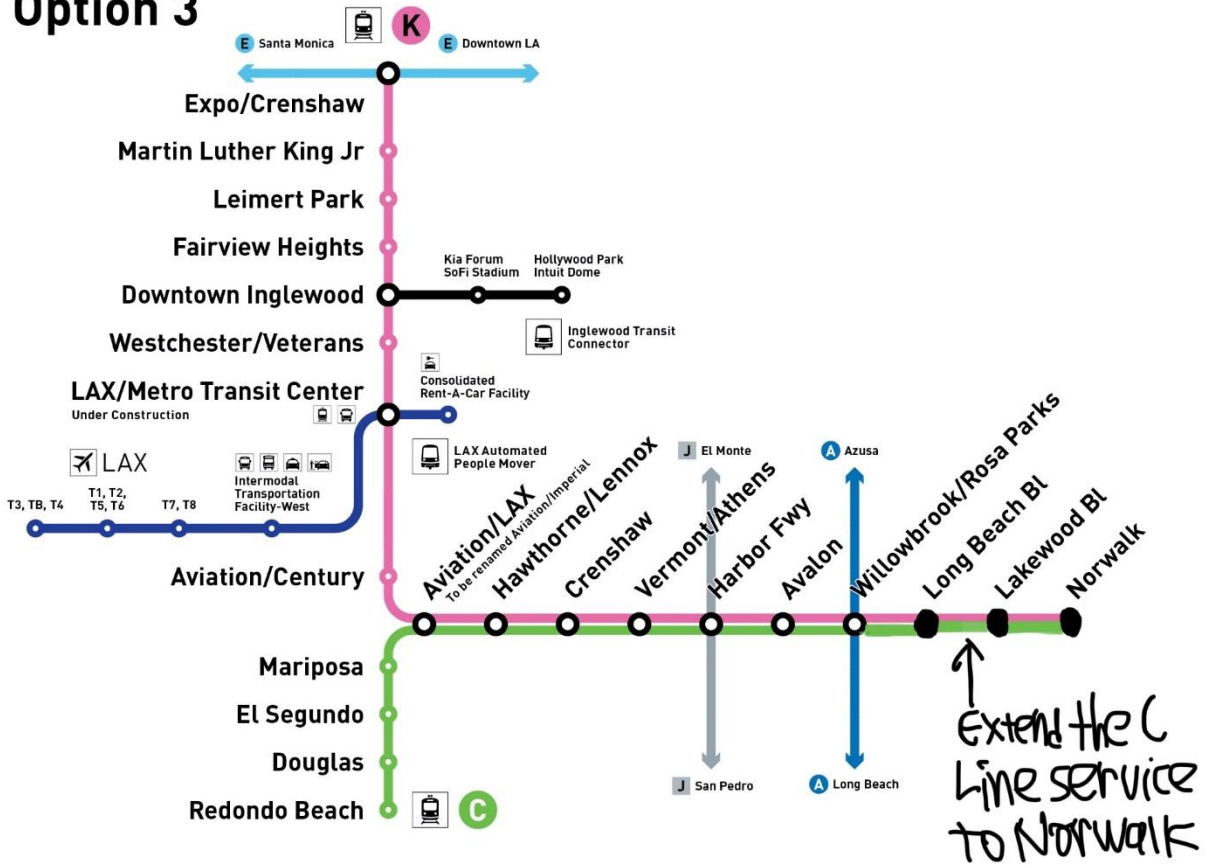 Option 3
K
E Santa Monica
E Downtown LA
Expo/Crenshaw
Martin Luther King Jr
Leimert Park
Fairview Heights
Downtown Inglewood
Kia Forum
SoFi Stadium
Hollywood Park
Intuit Dome
Inglewood Transit
Connector
Westchester/Veterans
LAX/Metro Transit Center
Under Construction
Consolidated
Rent-A-Car Facility
LAX Automated
People Mover
LAX
T3, TB, T4
T1, T2,
T5, T6
T7, T8
Intermodal
Transportation
Facility-West
Aviation/Century
Aviation/LAX
To be renamed Aviation/Imperial
Hawthorne/Lennox
Crenshaw
Vermont/Athens
J El Monte
Harbor Fwy
Avalon
A Azusa
Willowbrook/Rosa Parks
Long Beach Bl
Lakewood Bl
Norwalk
Mariposa
El Segundo
Douglas
Redondo Beach
C
J San Pedro
A Long Beach
Extend the C
Line service
to Norwalk